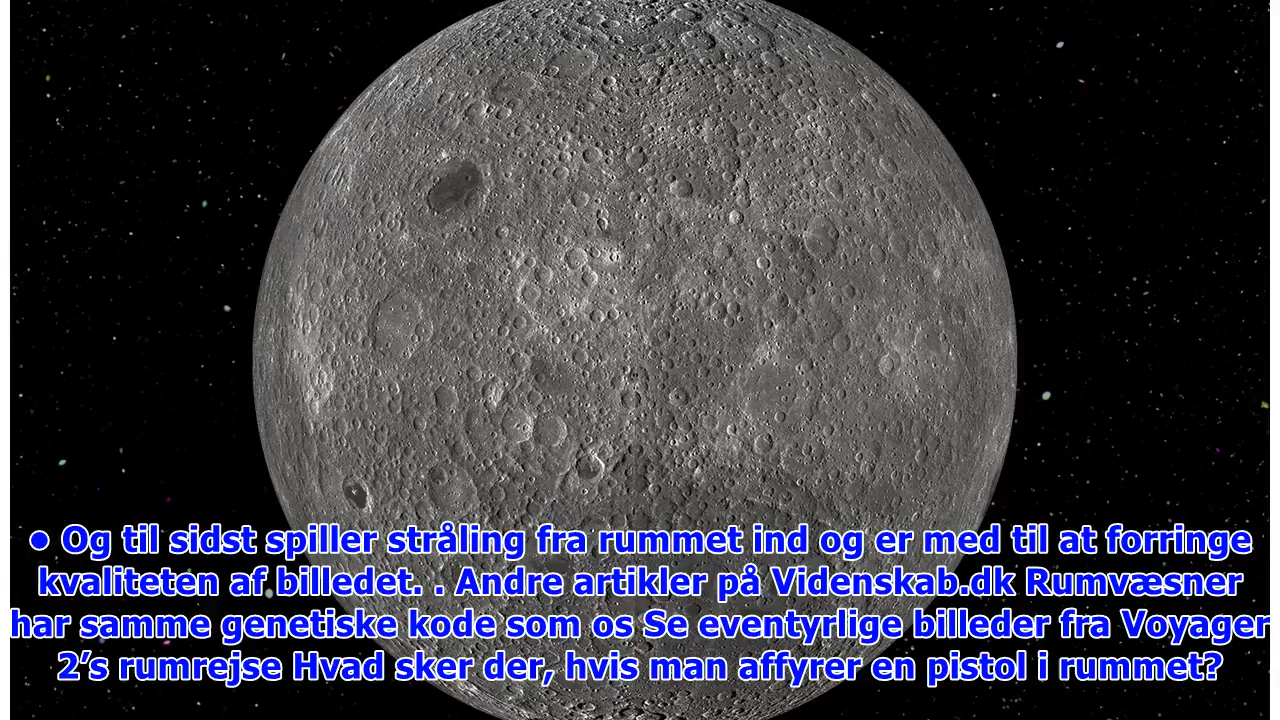 • Og til sidst spiller stråling fra rummet ind og er med til at forringe
kvaliteten af billedet. . Andre artikler på Videnskab.dk Rumvæsner
har samme genetiske kode som os Se eventyrlige billeder fra Voyager
2’s rumrejse Hvad sker der, hvis man affyrer en pistol i rummet?